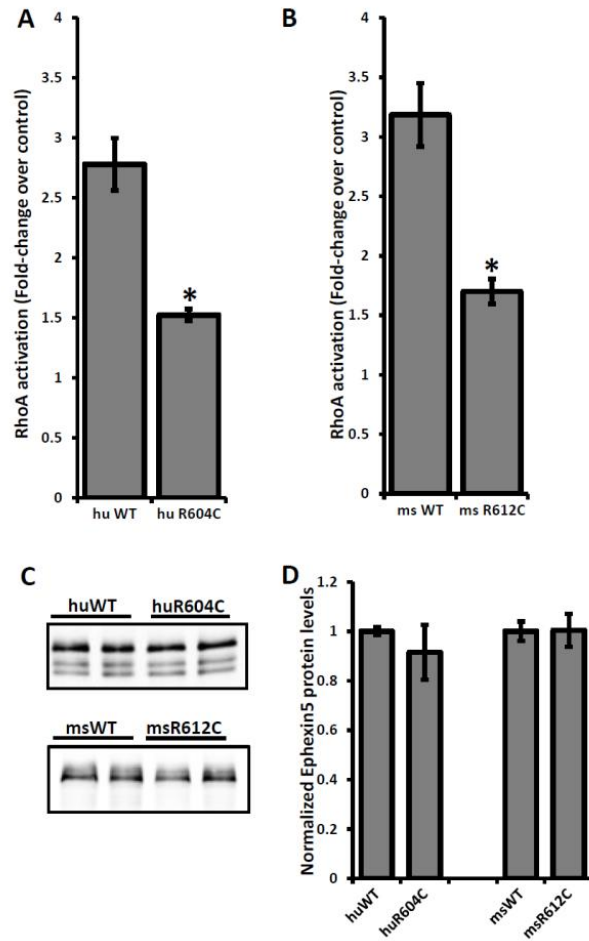 A
RhoA activation (Fold-change over control)
4
3.5
3
2.5
2
1.5
1
0.5
0
*
hu WT hu R604C
B
RhoA activation (Fold-change over control)
4
3.5
3
2.5
2
1.5
1
0.5
0
*
ms WT ms R612C
C
huWT huR604C
msWT msR612C
D
Normalized Ephexin5 protein levels
1.2
1
0.8
0.6
0.4
0.2
0
huWT huR604C msWT msR612C